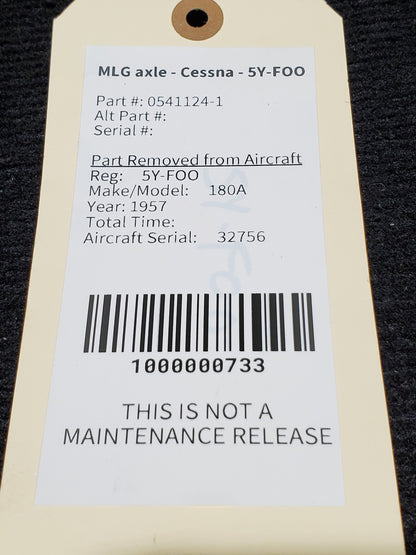 MLG axle - Cessna - 5Y-FOO
Part #: 0541124-1
Alt Part #:
Serial #:
Part Removed from Aircraft
Reg: 5Y-FOO
Make/Model: 180A
Year: 1957
Total Time:
Aircraft Serial: 32756
1000000733
THIS IS NOT A
MAINTENANCE RELEASE